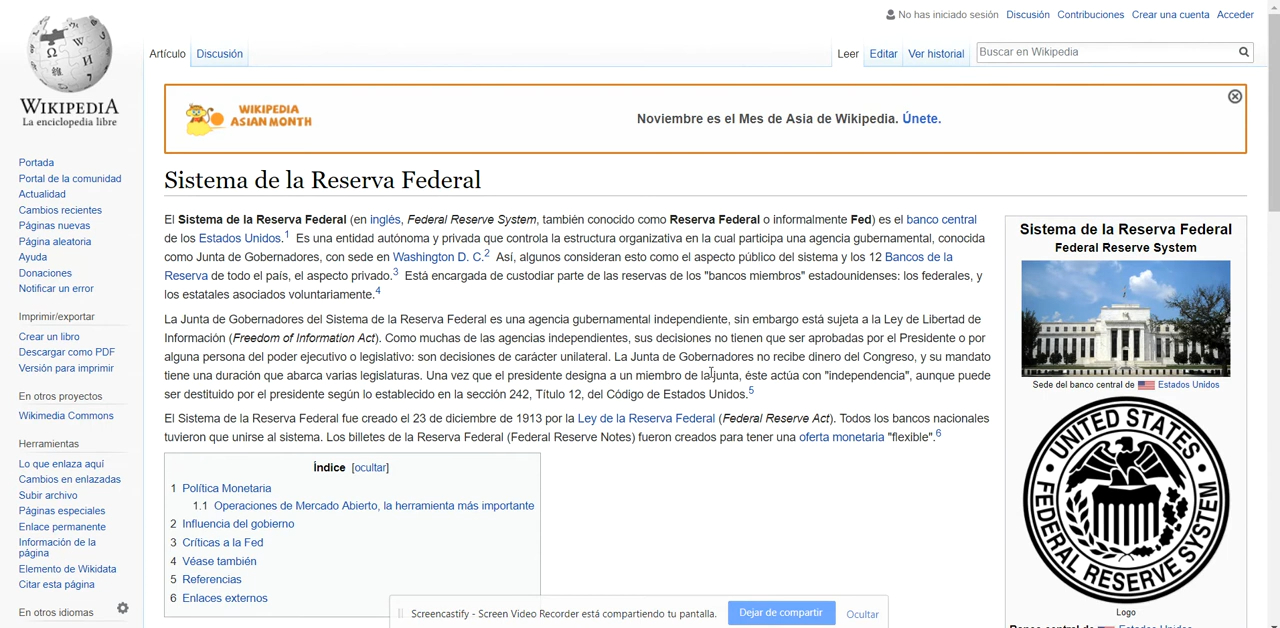 No has iniciado sesión Discusión Contribuciones Crear una cuenta Acceder
Artículo Discusión Leer Editar Ver historial Buscar en Wikipedia
WIKIPEDIA
La enciclopedia libre
WIKIPEDIA
ASIAN MONTH
Noviembre es el Mes de Asia de Wikipedia. Únete.
Portada
Portal de la comunidad
Actualidad
Cambios recientes
Páginas nuevas
Página aleatoria
Ayuda
Donaciones
Notificar un error
Imprimir/exportar
Crear un libro
Descargar como PDF
Versión para imprimir
En otros proyectos
Wikimedia Commons
Herramientas
Lo que enlaza aquí
Cambios en enlazadas
Subir archivo
Páginas especiales
Enlace permanente
Información de la
página
Elemento de Wikidata
Citar esta página
En otros idiomas
Sistema de la Reserva Federal
El Sistema de la Reserva Federal (en inglés, Federal Reserve System, también conocido como Reserva Federal o informalmente Fed) es el banco central
de los Estados Unidos.1 Es una entidad autónoma y privada que controla la estructura organizativa en la cual participa una agencia gubernamental, conocida
como Junta de Gobernadores, con sede en Washington D. C.2 Así, algunos consideran esto como el aspecto público del sistema y los 12 Bancos de la
Reserva de todo el país, el aspecto privado.3 Está encargada de custodiar parte de las reservas de los "bancos miembros" estadounidenses: los federales, y
los estatales asociados voluntariamente.4
La Junta de Gobernadores del Sistema de la Reserva Federal es una agencia gubernamental independiente, sin embargo está sujeta a la Ley de Libertad de
Información (Freedom of Information Act). Como muchas de las agencias independientes, sus decisiones no tienen que ser aprobadas por el Presidente o por
alguna persona del poder ejecutivo o legislativo: son decisiones de carácter unilateral. La Junta de Gobernadores no recibe dinero del Congreso, y su mandato
tiene una duración que abarca varias legislaturas. Una vez que el presidente designa a un miembro de la junta, éste actúa con "independencia", aunque puede
ser destituido por el presidente según lo establecido en la sección 242, Título 12, del Código de Estados Unidos.5
El Sistema de la Reserva Federal fue creado el 23 de diciembre de 1913 por la Ley de la Reserva Federal (Federal Reserve Act). Todos los bancos nacionales
tuvieron que unirse al sistema. Los billetes de la Reserva Federal (Federal Reserve Notes) fueron creados para tener una oferta monetaria "flexible".6
Índice [ocultar]
1 Política Monetaria
1.1 Operaciones de Mercado Abierto, la herramienta más importante
2 Influencia del gobierno
3 Críticas a la Fed
4 Véase también
5 Referencias
6 Enlaces externos
Sistema de la Reserva Federal
Federal Reserve System
Sede del banco central de Estados Unidos
UNITED STATES
FEDERAL RESERVE SYSTEM
Logo
Banco central de Estados Unidos
Screencastify - Screen Video Recorder está compartiendo tu pantalla. Dejar de compartir Ocultar